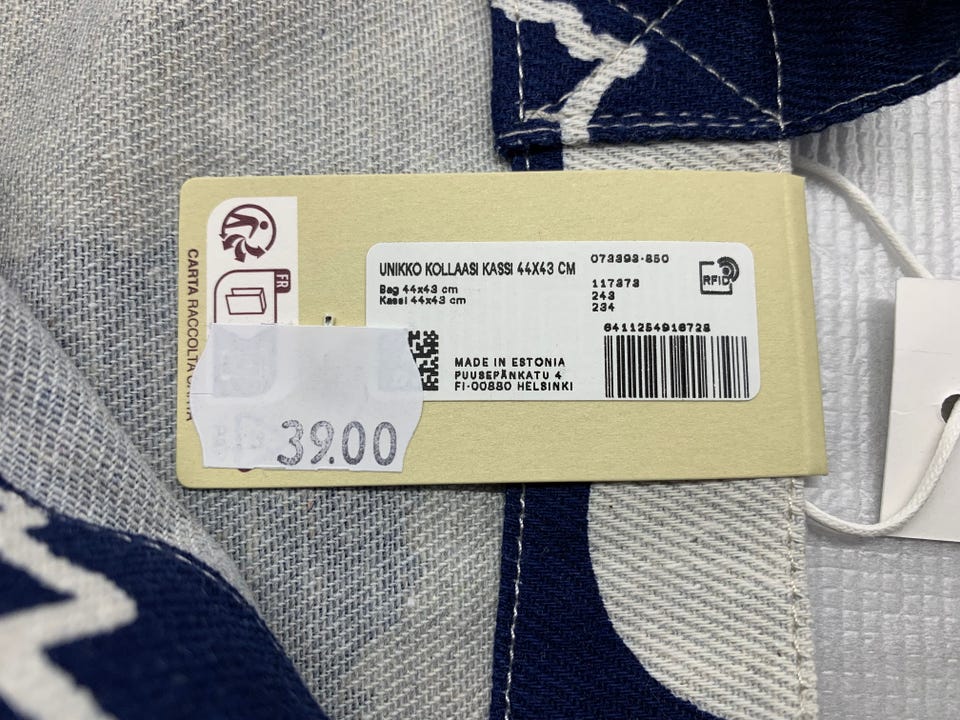 CARTA RACCOLTA CARTA
FR
UNIKKO KOLLAASI KASSI 44X43 CM
Bag 44x43 cm
Kassi 44x43 cm
073393-850
117373
243
234
RFID
6411254916728
MADE IN ESTONIA
PUUSEPÄNKATU 4
FI-00880 HELSINKI
39.00